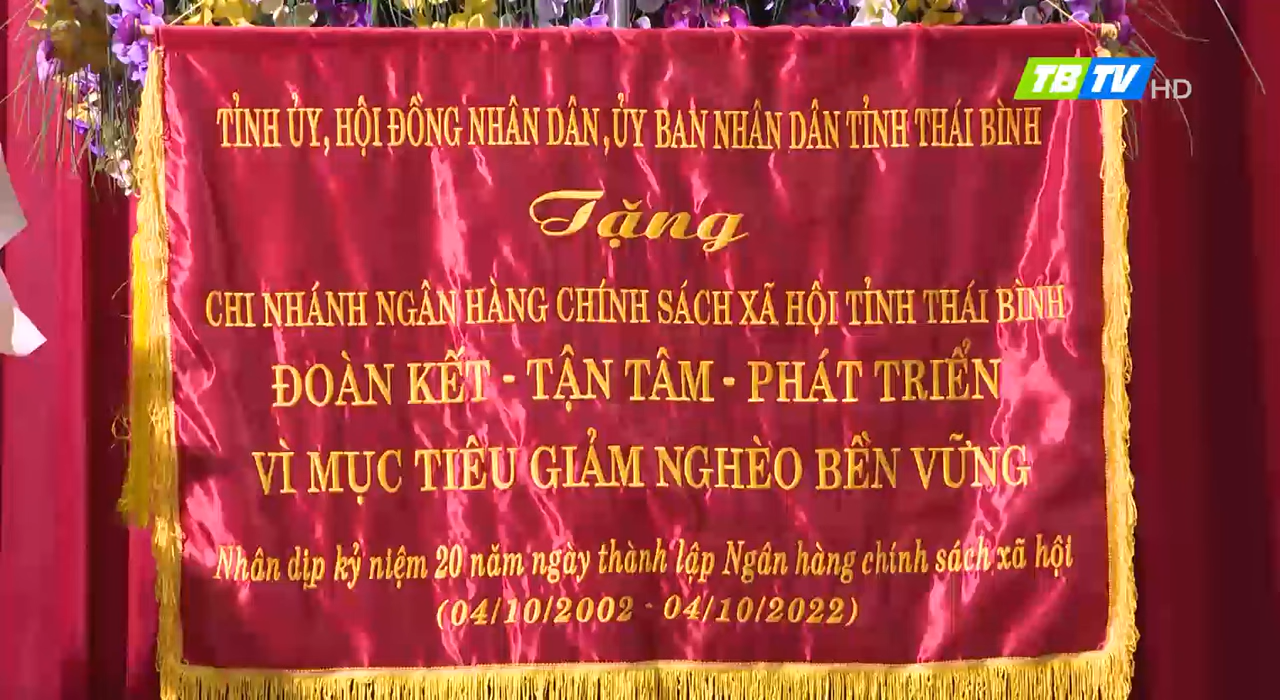 TBTV HD
TỈNH ỦY, HỘI ĐỒNG NHÂN DÂN, ỦY BAN NHÂN DÂN TỈNH THÁI BÌNH
Tặng
CHI NHÁNH NGÂN HÀNG CHÍNH SÁCH XÃ HỘI TỈNH THÁI BÌNH
ĐOÀN KẾT - TẬN TÂM - PHÁT TRIỂN
VÌ MỤC TIÊU GIẢM NGHÈO BỀN VỮNG
Nhân dịp kỷ niệm 20 năm ngày thành lập Ngân hàng chính sách xã hội
(04/10/2002 - 04/10/2022)